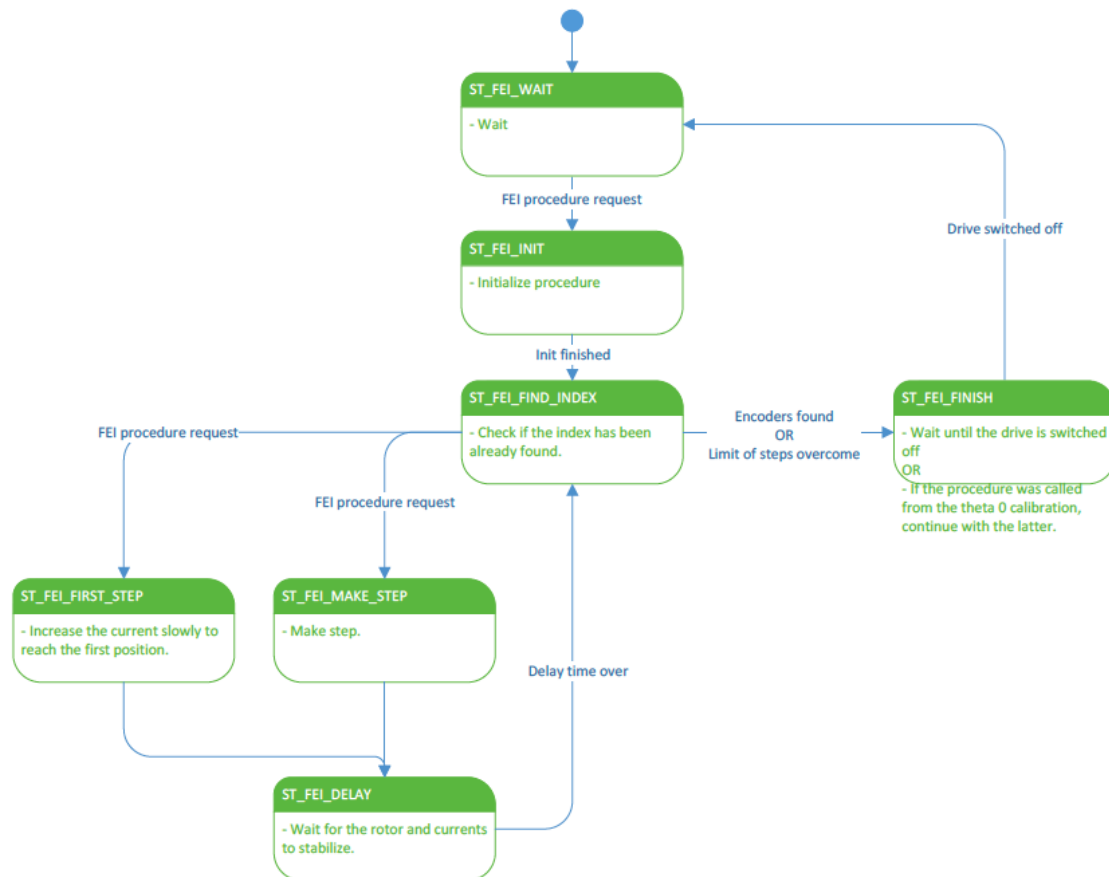 ST_FEI_WAIT
- Wait
FEI procedure request
Drive switched off
ST_FEI_INIT
- Initialize procedure
Init finished
ST_FEI_FIND_INDEX
- Check if the index has been
already found.
Encoders found
OR
Limit of steps overcome
ST_FEI_FINISH
- Wait until the drive is switched
off
OR
- If the procedure was called
from the theta 0 calibration,
continue with the latter.
FEI procedure request
FEI procedure request
ST_FEI_FIRST_STEP
- Increase the current slowly to
reach the first position.
ST_FEI_MAKE_STEP
- Make step.
Delay time over
ST_FEI_DELAY
- Wait for the rotor and currents
to stabilize.